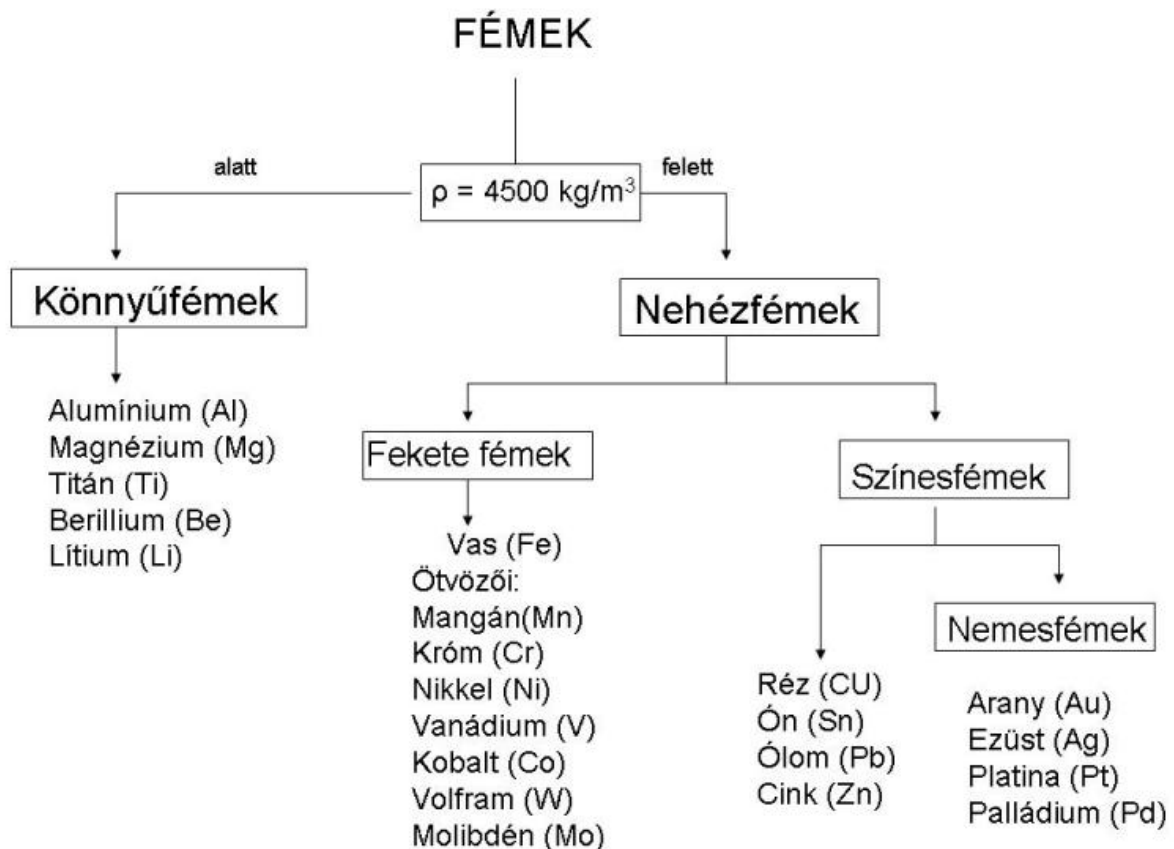 FÉMEK
alatt
ρ = 4500 kg/m³
felett
Könnyűfémek
Nehézfémek
Alumínium (Al)
Magnézium (Mg)
Titán (Ti)
Berillium (Be)
Lítium (Li)
Fekete fémek
Vas (Fe)
Ötvözői:
Mangán(Mn)
Króm (Cr)
Nikkel (Ni)
Vanádium (V)
Kobalt (Co)
Volfram (W)
Molibdén (Mo)
Színesfémek
Réz (CU)
Ón (Sn)
Ólom (Pb)
Cink (Zn)
Nemesfémek
Arany (Au)
Ezüst (Ag)
Platina (Pt)
Palládium (Pd)